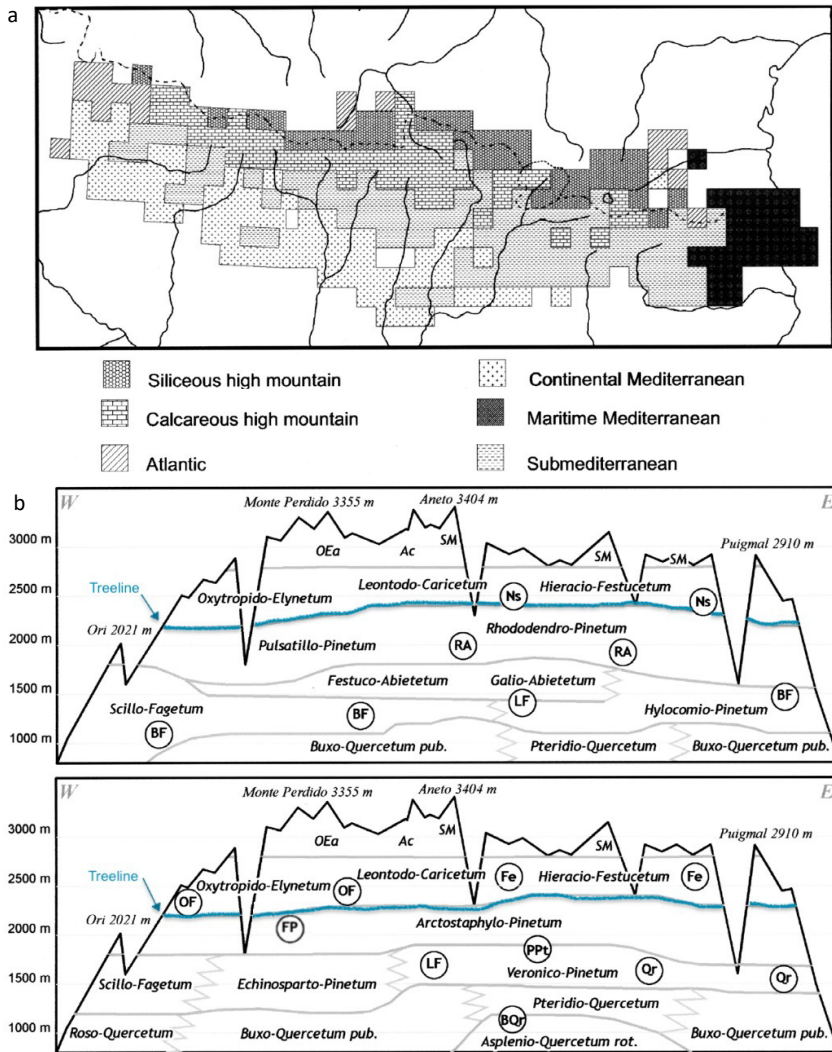 a
Siliceous high mountain
Continental Mediterranean
Calcareous high mountain
Maritime Mediterranean
Atlantic
Submediterranean
b
W
E
Monte Perdido 3355 m
Aneto 3404 m
3000 m
OEa
Ac
SM
SM
SM
Puigmal 2910 m
2500 m
Oxytropido-Elynetum
Leontodo-Caricetum
Ns
Hieracio-Festucetum
Ns
Treeline
Ori 2021 m
2000 m
Pulsatillo-Pinetum
RA
Rhododendro-Pinetum
RA
Festuco-Abietetum
Galio-Abietetum
1500 m
Scillo-Fagetum
BF
BF
LF
Hylocomio-Pinetum
BF
1000 m
Buxo-Quercetum pub.
Pteridio-Quercetum
Buxo-Quercetum pub.
W
E
Monte Perdido 3355 m
Aneto 3404 m
3000 m
OEa
Ac
SM
SM
Puigmal 2910 m
2500 m
Treeline
OF
Oxytropido-Elynetum
OF
Leontodo-Caricetum
Fe
Hieracio-Festucetum
Fe
Ori 2021 m
2000 m
FP
Arctostaphylo-Pinetum
1500 m
Scillo-Fagetum
Echinosparto-Pinetum
LF
PPt
Veronico-Pinetum
Qr
Qr
Pteridio-Quercetum
1000 m
Roso-Quercetum
Buxo-Quercetum pub.
BQr
Asplenio-Quercetum rot.
Buxo-Quercetum pub.